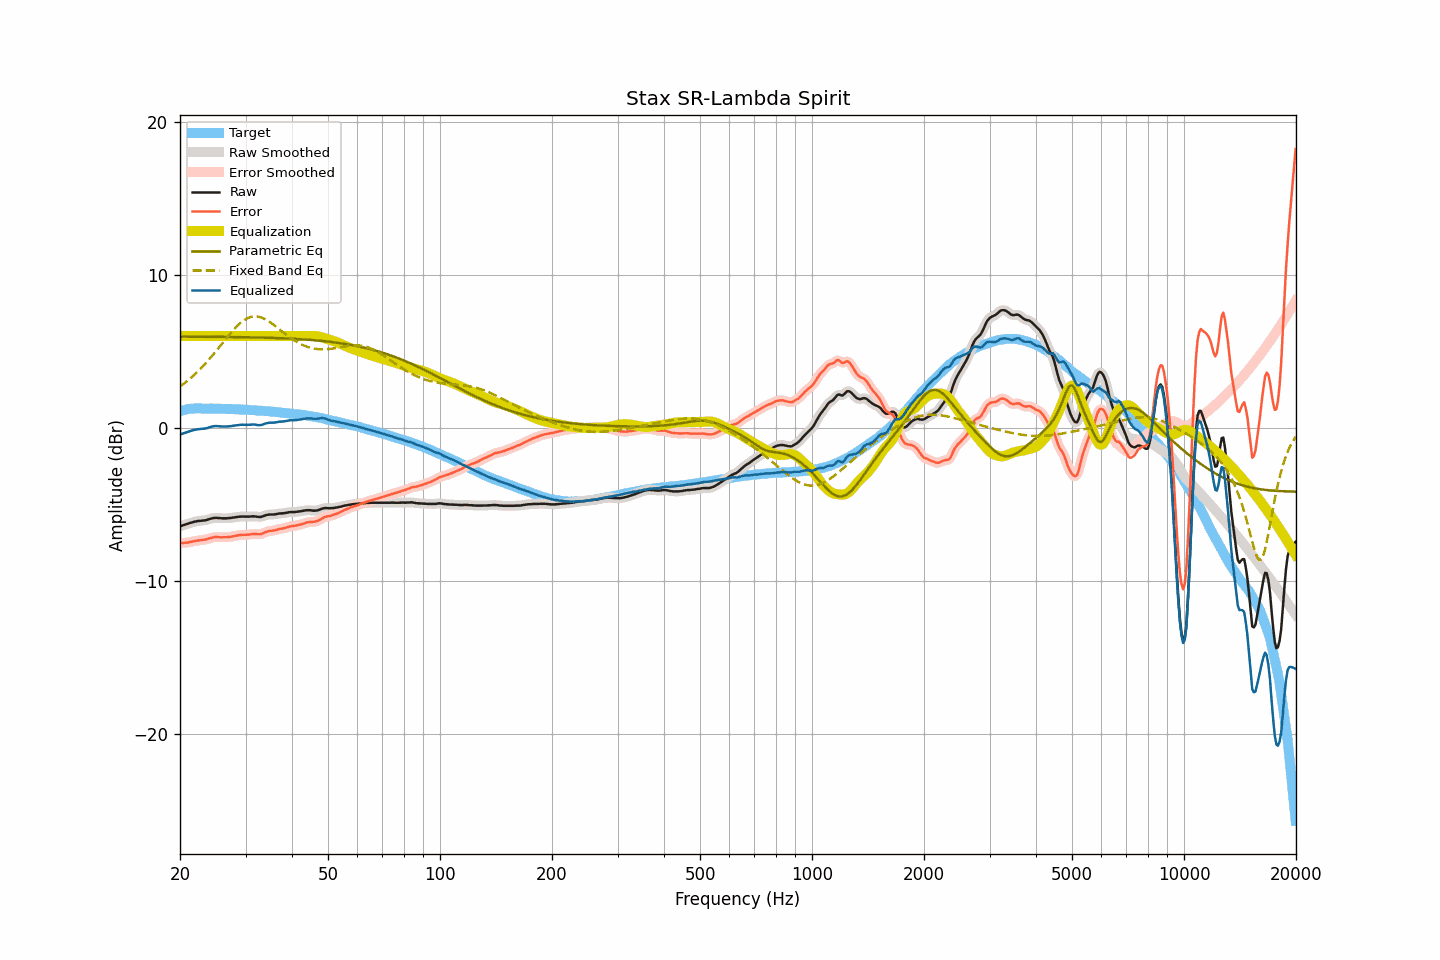 Stax SR-Lambda Spirit
Target
Raw Smoothed
Error Smoothed
Raw
Error
Equalization
Parametric Eq
Fixed Band Eq
Equalized
20
10
0
−10
−20
Amplitude (dBr)
20 50 100 200 500 1000 2000 5000 10000 20000
Frequency (Hz)